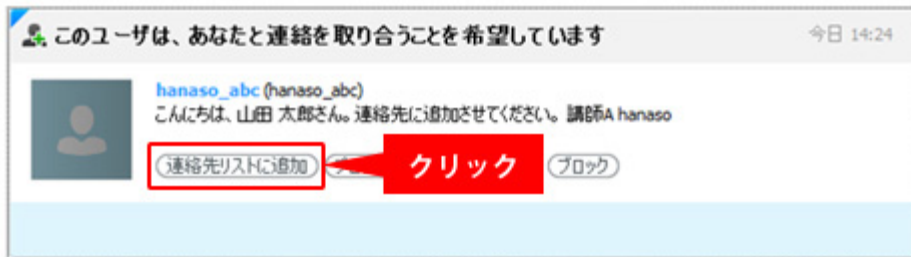 このユーザは、あなたと連絡を取り合うことを希望しています 今日 14:24
hanaso_abc (hanaso_abc)
こんにちは、山田 太郎さん。連絡先に追加させてください。 講師A hanaso
連絡先リストに追加 クリック ブロック